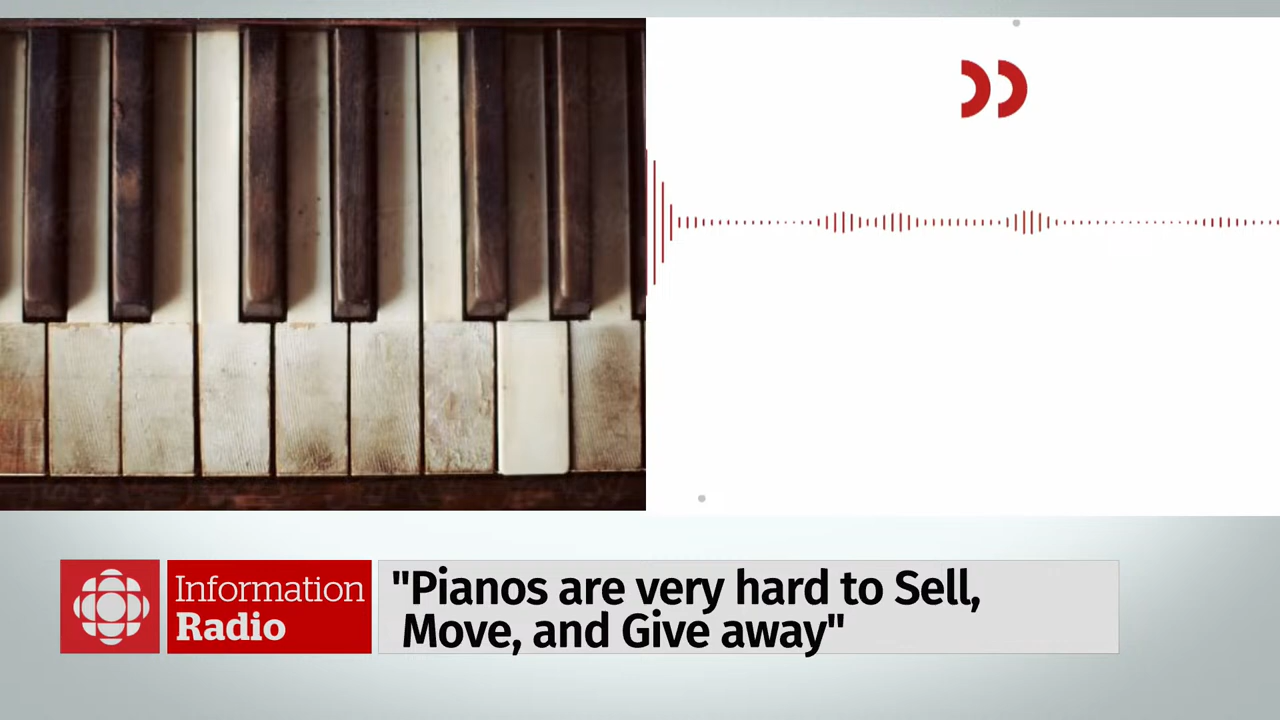 Information
Radio
"Pianos are very hard to Sell,
Move, and Give away"